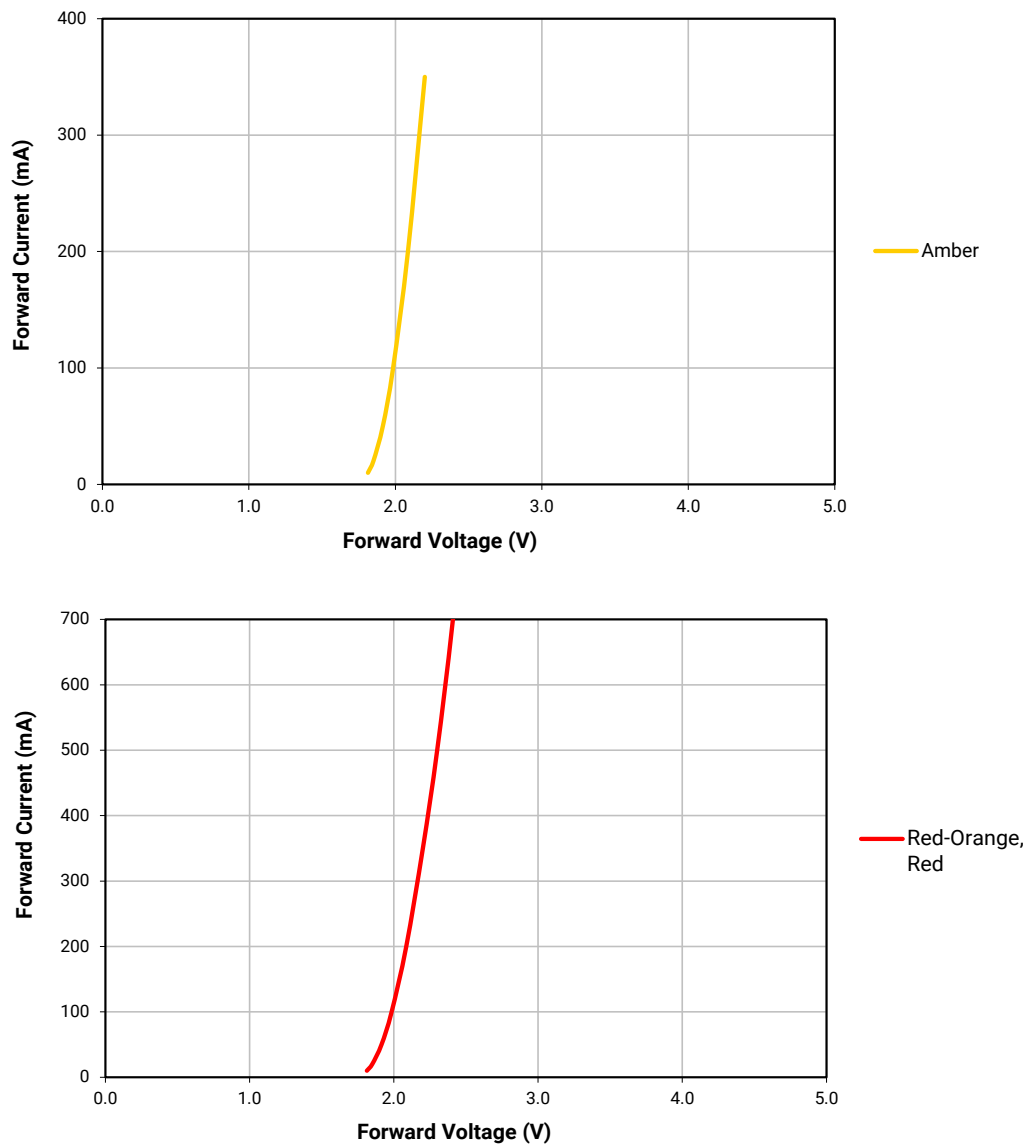 400
300
200
100
0
0.0 1.0 2.0 3.0 4.0 5.0
Forward Current (mA)
Forward Voltage (V)
Amber
700
600
500
400
300
200
100
0
0.0 1.0 2.0 3.0 4.0 5.0
Forward Current (mA)
Forward Voltage (V)
Red-Orange,
Red